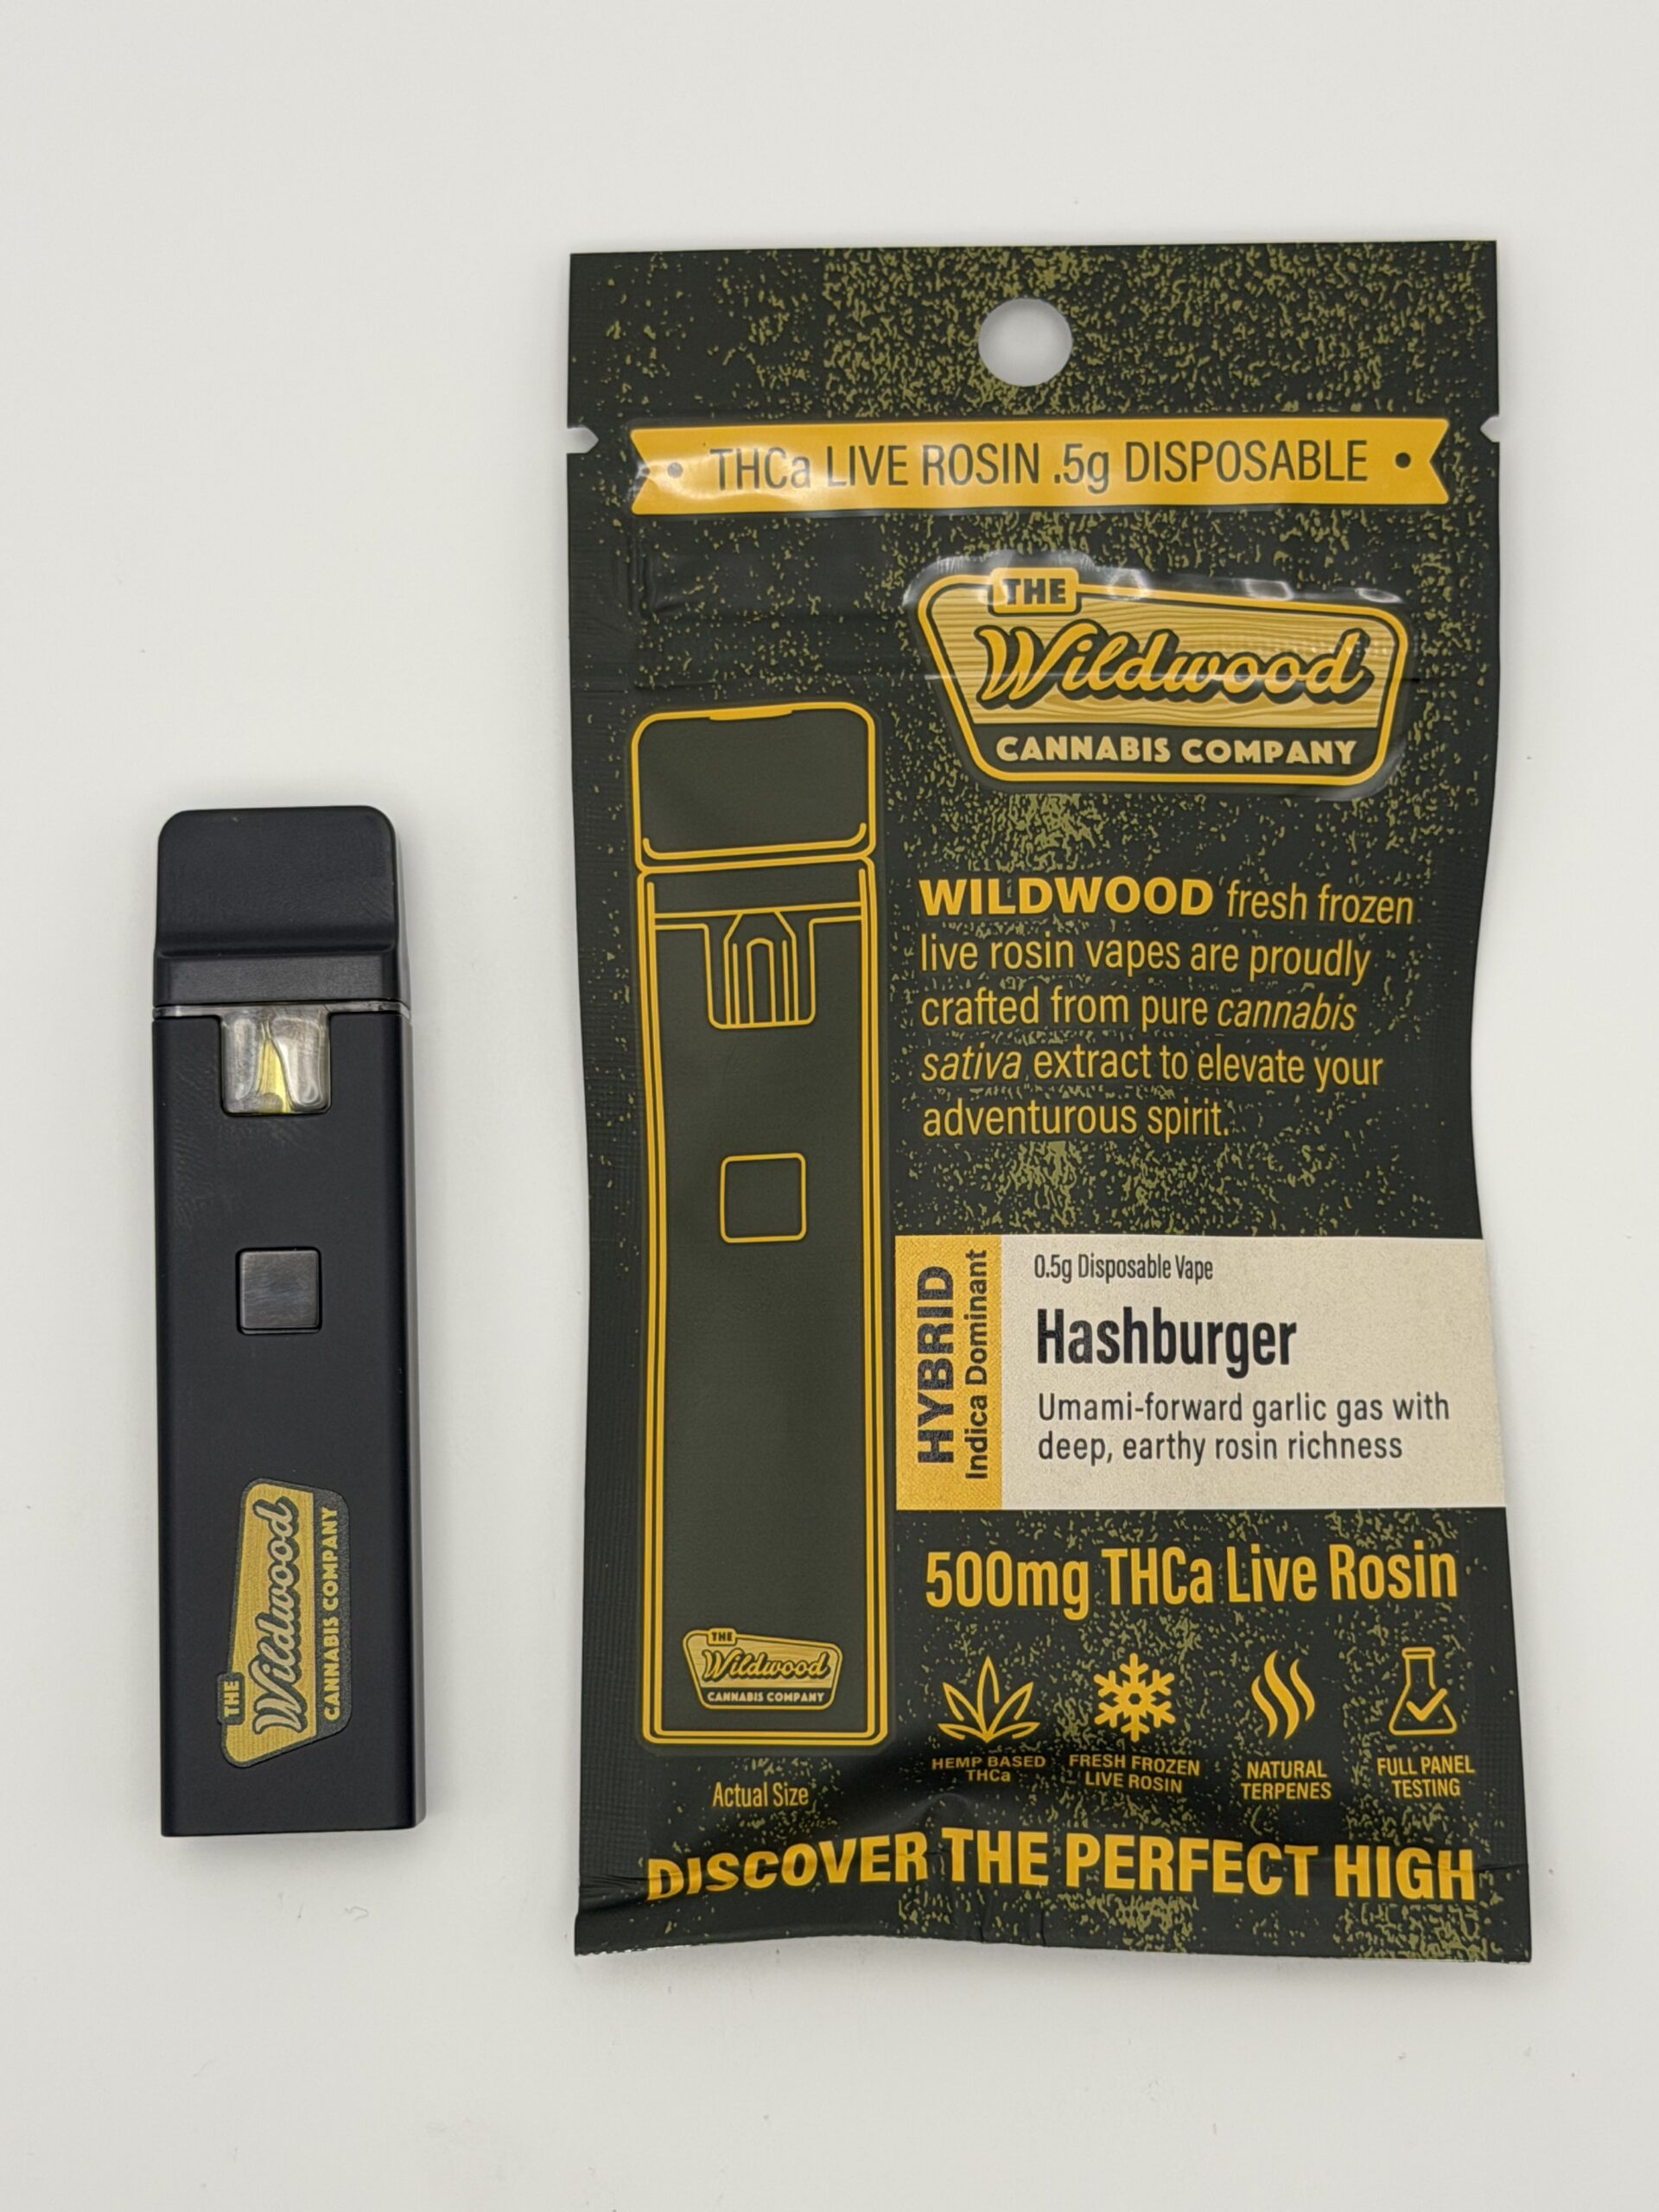 THCa LIVE ROSIN .5g DISPOSABLE
THE
Wildwood
CANNABIS COMPANY
WILDWOOD fresh frozen
live rosin vapes are proudly
crafted from pure cannabis
sativa extract to elevate your
adventurous spirit.
HYBRID
Indica Dominant
0.5g Disposable Vape
Hashburger
Umami-forward garlic gas with
deep, earthy rosin richness
500mg THCa Live Rosin
HEMP BASED
THCa
FRESH FROZEN
LIVE ROSIN
NATURAL
TERPENES
FULL PANEL
TESTING
THE
Wildwood
CANNABIS COMPANY
Actual Size
DISCOVER THE PERFECT HIGH
THE
Wildwood
CANNABIS COMPANY